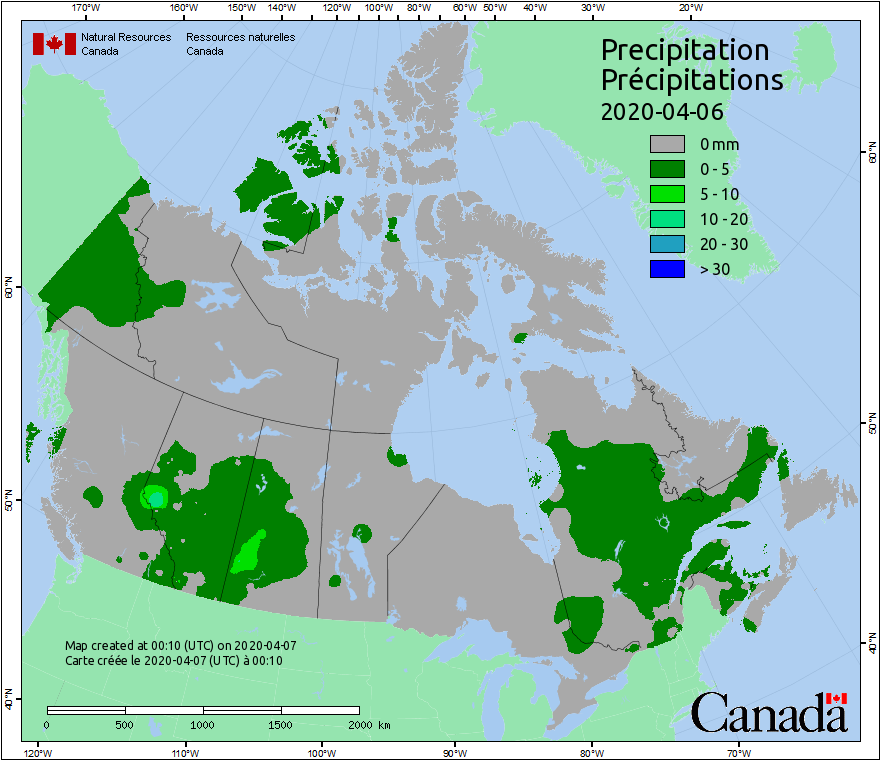 170°W 160°W 150°W 140°W 120°W 100°W 80°W 60°W 50°W 40°W 30°W 20°W
Natural Resources Ressources naturelles
Canada Canada
Precipitation
Précipitations
2020-04-06
0 mm
0 - 5
5 - 10
10 - 20
20 - 30
> 30
60°N
60°N
50°N
50°N
40°N
40°N
Map created at 00:10 (UTC) on 2020-04-07
Carte créée le 2020-04-07 (UTC) à 00:10
0 500 1000 1500 2000 km
Canada
120°W 110°W 100°W 90°W 80°W 70°W